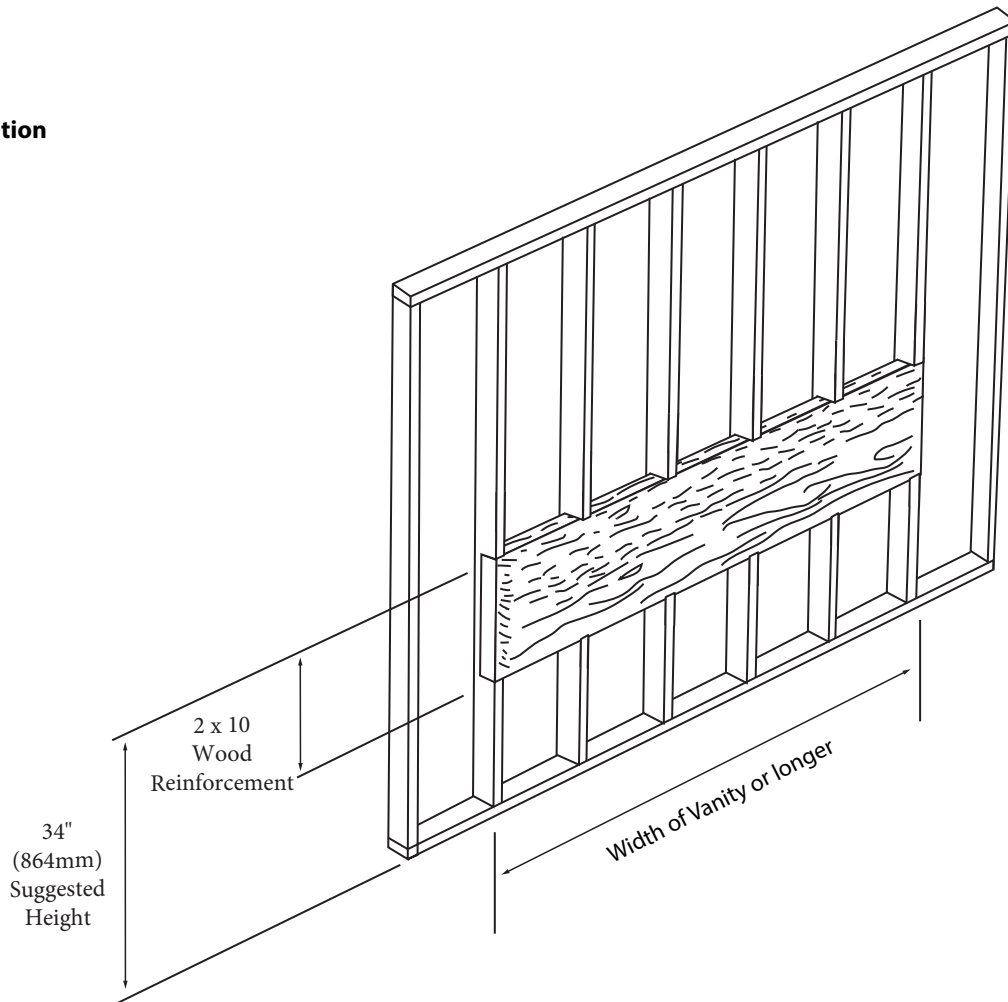 tion
2 x 10
Wood
Reinforcement
34"
(864mm)
Suggested
Height
Width of Vanity or longer